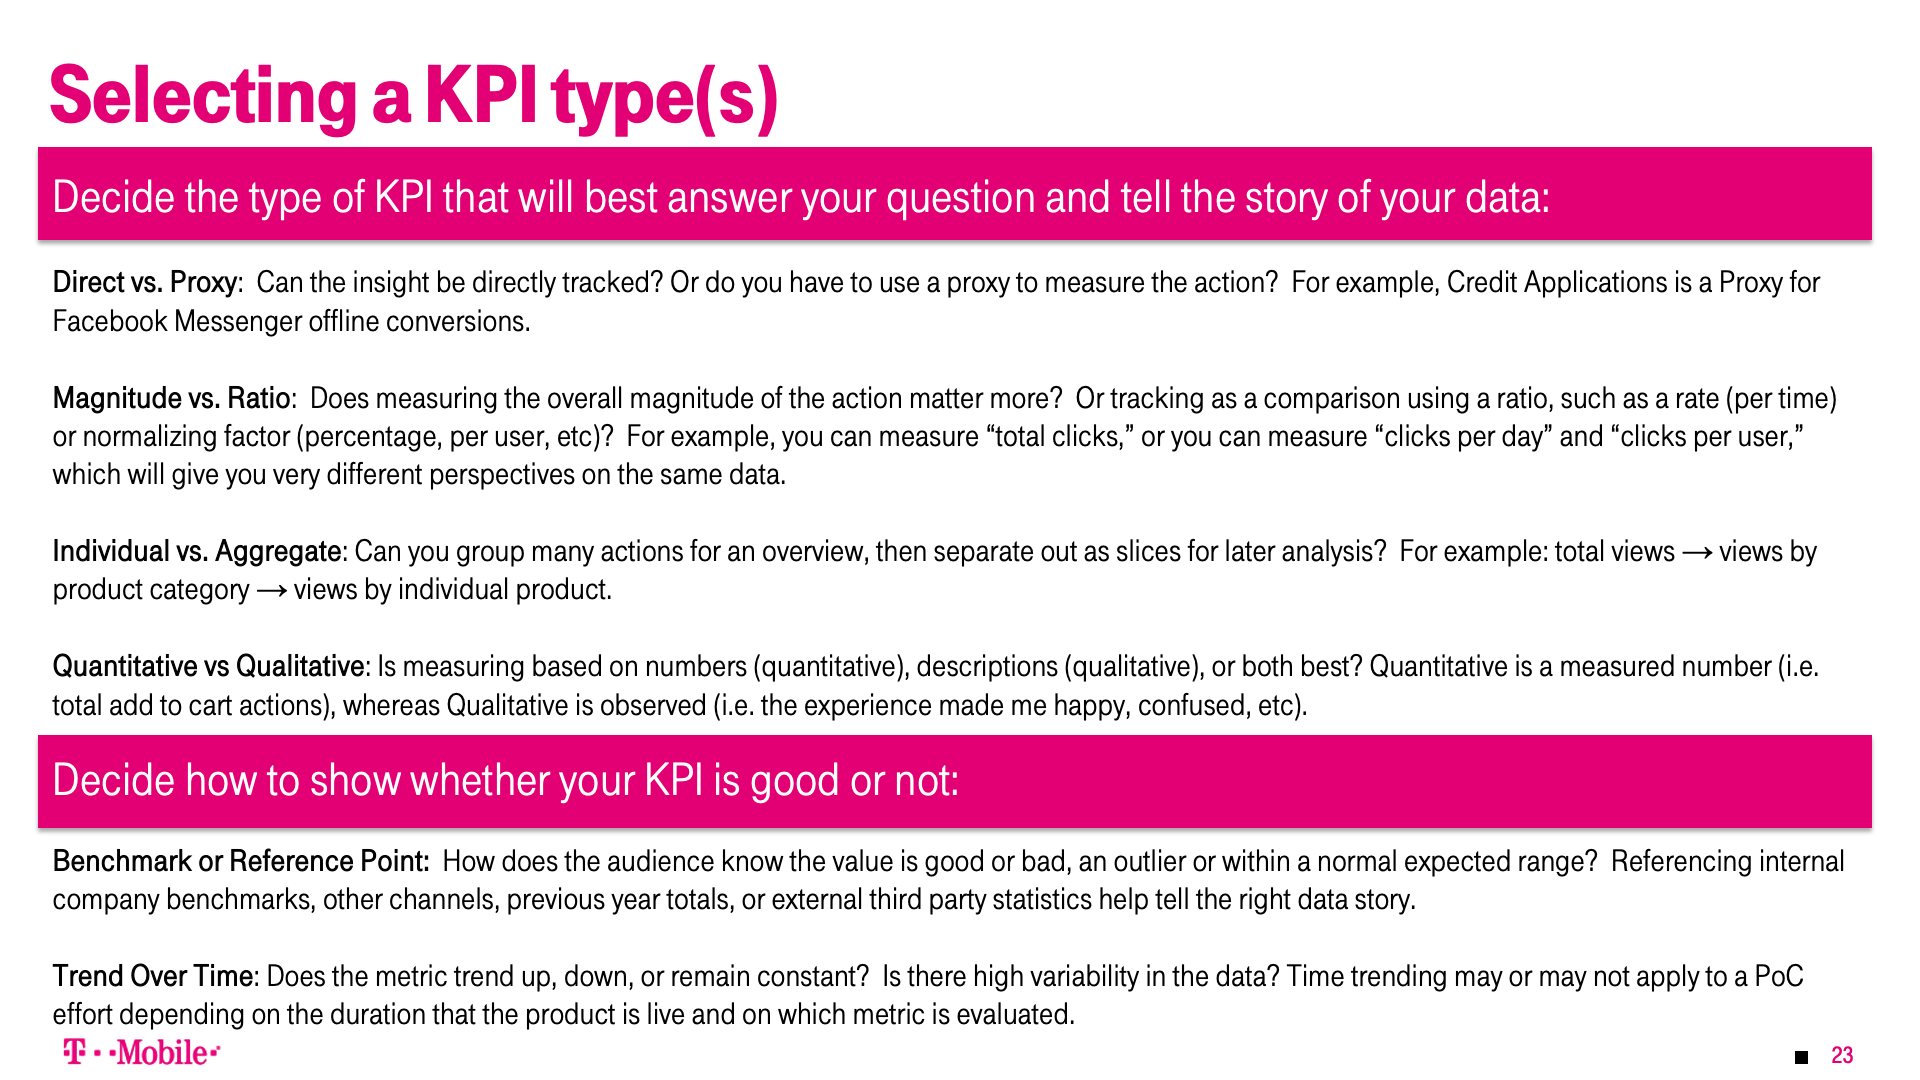 Selecting a KPI type(s)
Decide the type of KPI that will best answer your question and tell the story of your data:
Direct vs. Proxy:  Can the insight be directly tracked? Or do you have to use a proxy to measure the action?  For example, Credit Applications is a Proxy for
Facebook Messenger offline conversions.
Magnitude vs. Ratio:  Does measuring the overall magnitude of the action matter more?  Or tracking as a comparison using a ratio, such as a rate (per time)
or normalizing factor (percentage, per user, etc)?  For example, you can measure “total clicks,” or you can measure “clicks per day” and “clicks per user,”
which will give you very different perspectives on the same data.
Individual vs. Aggregate: Can you group many actions for an overview, then separate out as slices for later analysis?  For example: total views → views by
product category → views by individual product.
Quantitative vs Qualitative: Is measuring based on numbers (quantitative), descriptions (qualitative), or both best? Quantitative is a measured number (i.e.
total add to cart actions), whereas Qualitative is observed (i.e. the experience made me happy, confused, etc).
Decide how to show whether your KPI is good or not:
Benchmark or Reference Point:  How does the audience know the value is good or bad, an outlier or within a normal expected range?  Referencing internal
company benchmarks, other channels, previous year totals, or external third party statistics help tell the right data story.
Trend Over Time: Does the metric trend up, down, or remain constant?  Is there high variability in the data? Time trending may or may not apply to a PoC
effort depending on the duration that the product is live and on which metric is evaluated.
T··Mobile·
■ 23